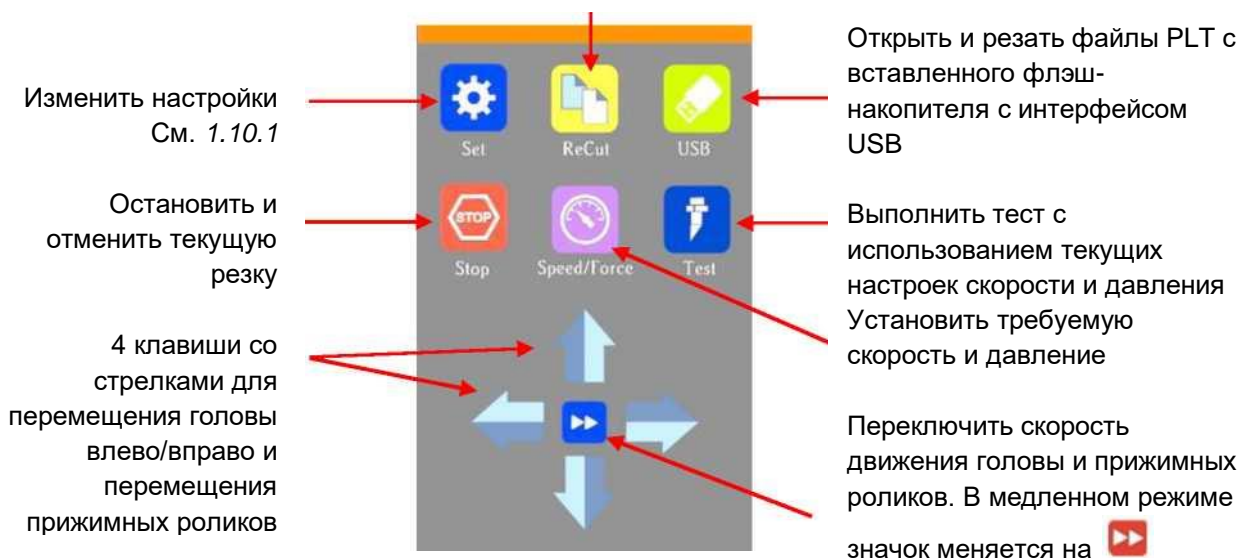 Изменить настройки
См. 1.10.1
Остановить и
отменить текущую
резку
4 клавиши со
стрелками для
перемещения головы
влево/вправо и
перемещения
прижимных роликов
Set
ReCut
USB
STOP
Stop
Speed/Force
Test
Открыть и резать файлы PLT с
вставленного флэш-
накопителя с интерфейсом
USB
Выполнить тест с
использованием текущих
настроек скорости и давления
Установить требуемую
скорость и давление
Переключить скорость
движения головы и прижимных
роликов. В медленном режиме
значок меняется на